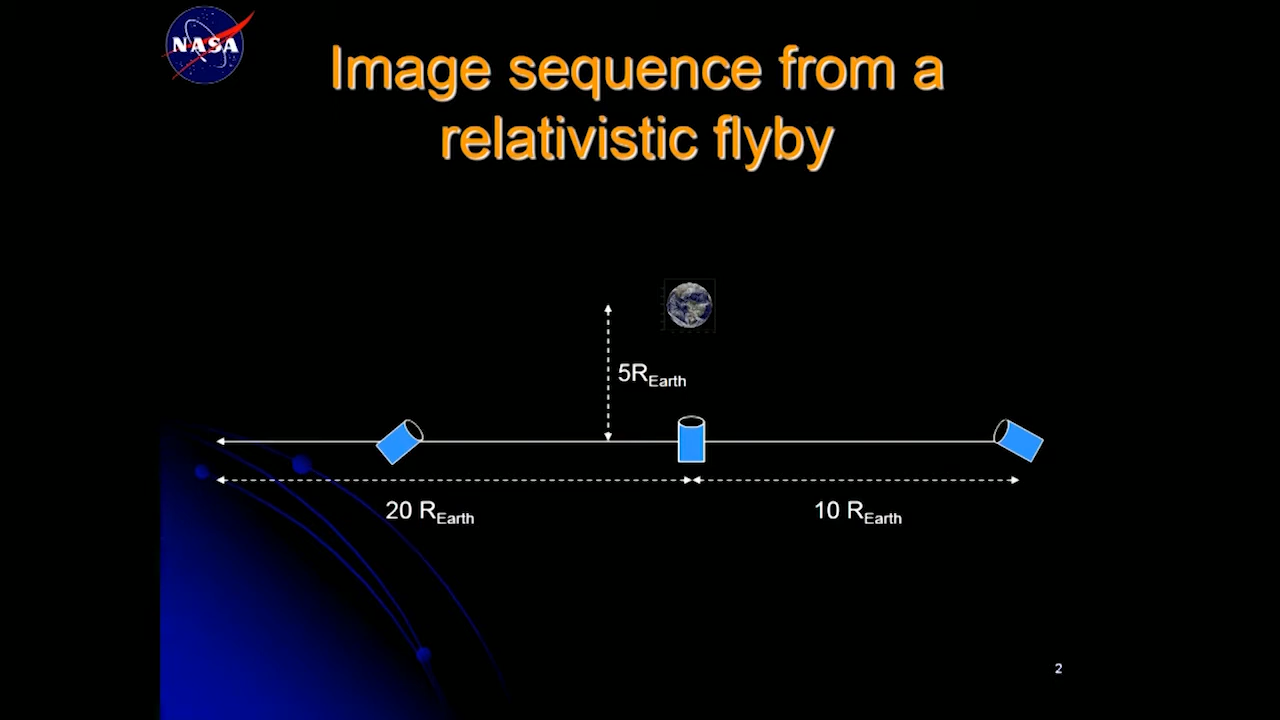 NASA
Image sequence from a
relativistic flyby
5R_Earth
20 R_Earth
10 R_Earth
2